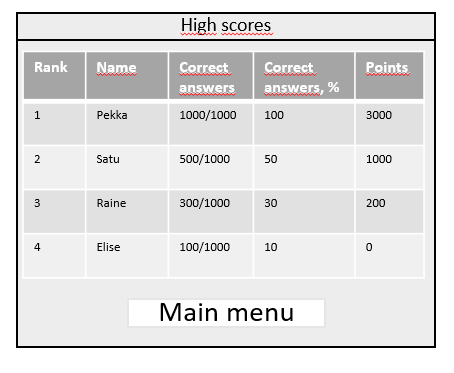 High scores
Rank Name Correct answers Correct answers, % Points
1 Pekka 1000/1000 100 3000
2 Satu 500/1000 50 1000
3 Raine 300/1000 30 200
4 Elise 100/1000 10 0
Main menu